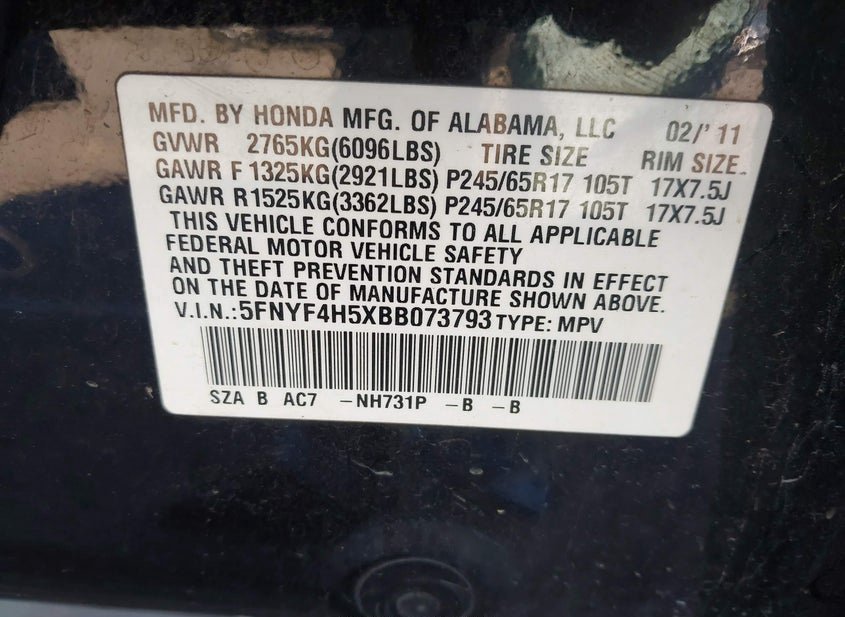 MFD. BY HONDA MFG. OF ALABAMA, LLC 02/' 11
GVWR 2765KG(6096LBS) TIRE SIZE RIM SIZE.
GAWR F 1325KG(2921LBS) P245/65R17 105T 17X7.5J
GAWR R1525KG(3362LBS) P245/65R17 105T 17X7.5J
THIS VEHICLE CONFORMS TO ALL APPLICABLE
FEDERAL MOTOR VEHICLE SAFETY
AND THEFT PREVENTION STANDARDS IN EFFECT
ON THE DATE OF MANUFACTURE SHOWN ABOVE.
V.I.N.:5FNYF4H5XBB073793 TYPE: MPV
SZA B AC7 -NH731P -B -B